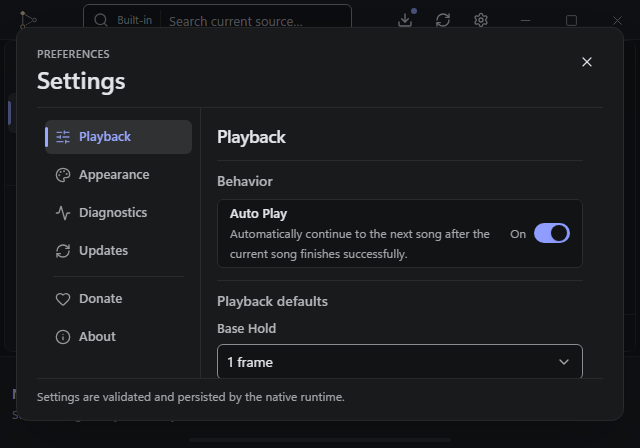 Built-in
Search current source...
PREFERENCES
Settings
Playback
Appearance
Diagnostics
Updates
Donate
About
Playback
Behavior
Auto Play
Automatically continue to the next song after the
current song finishes successfully.
On
Playback defaults
Base Hold
1 frame
Settings are validated and persisted by the native runtime.